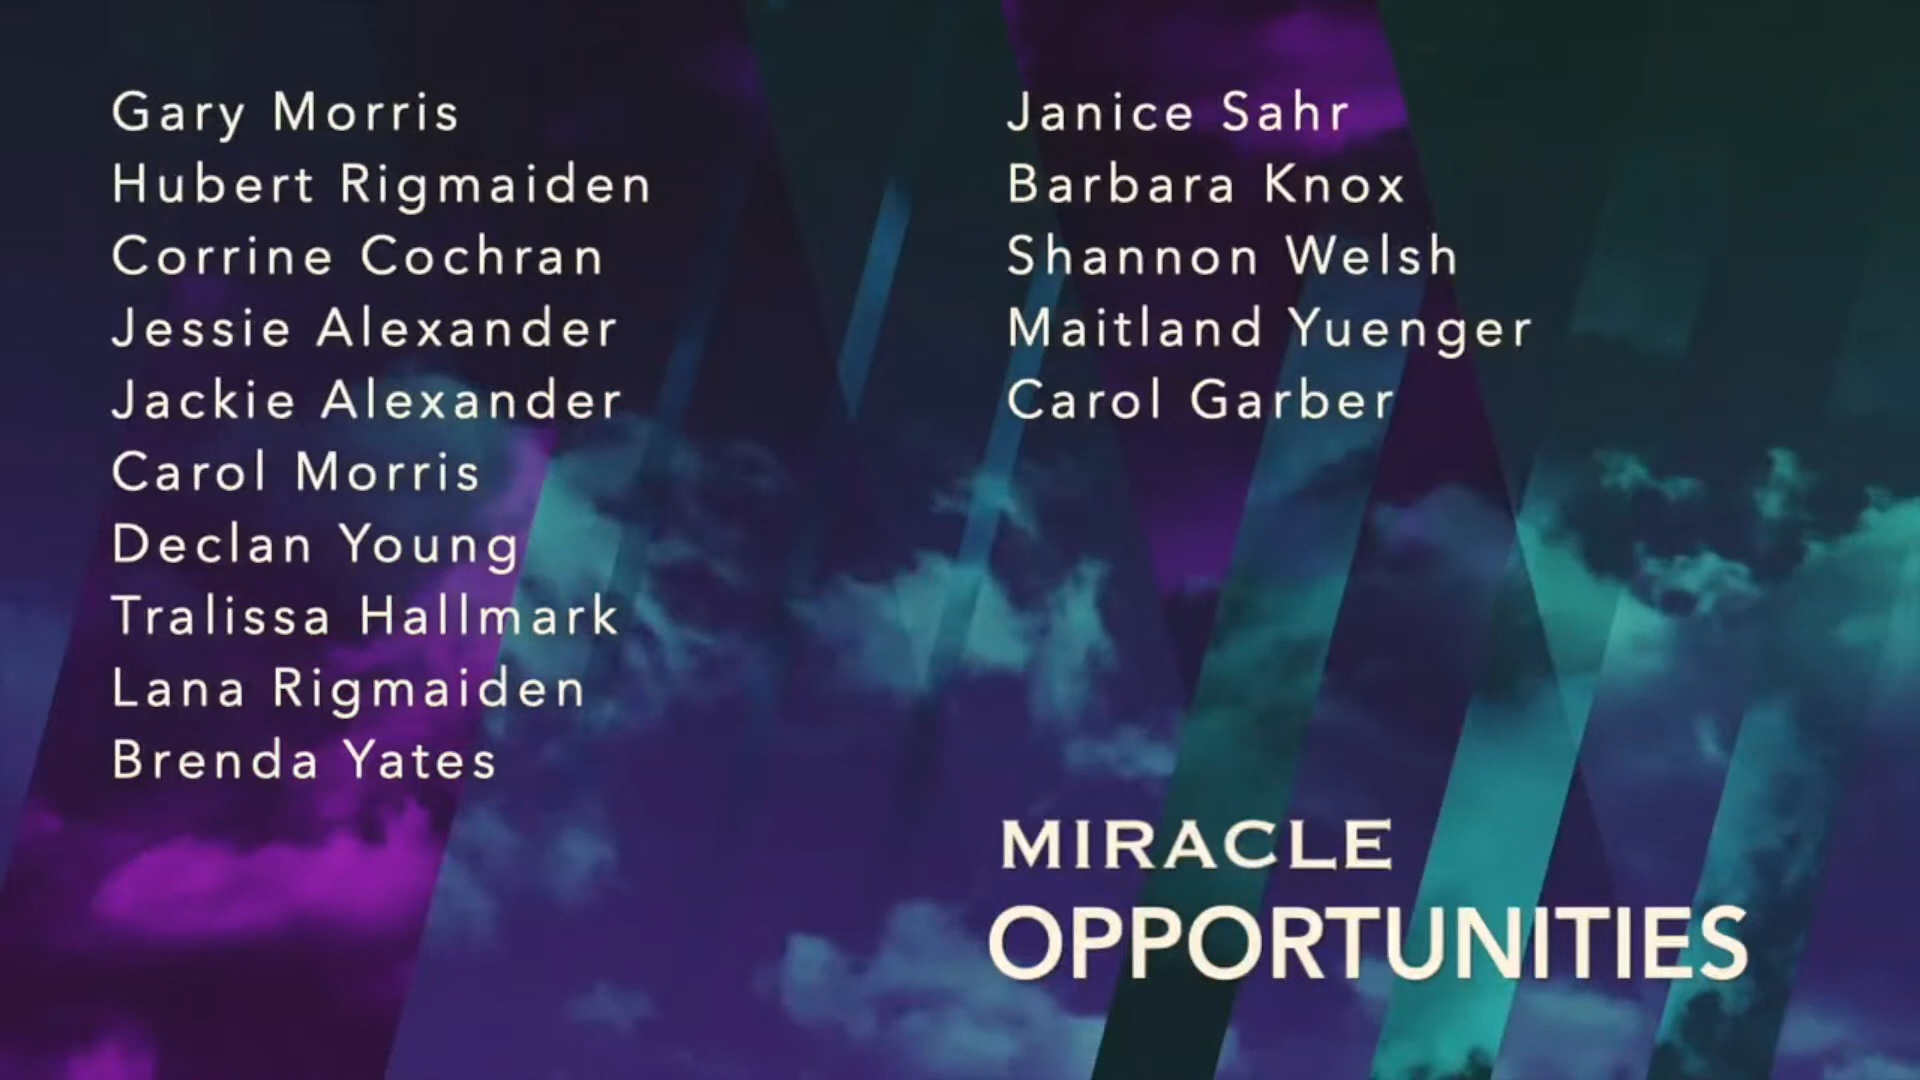 Gary Morris
Hubert Rigmaiden
Corrine Cochran
Jessie Alexander
Jackie Alexander
Carol Morris
Declan Young
Tralissa Hallmark
Lana Rigmaiden
Brenda Yates
Janice Sahr
Barbara Knox
Shannon Welsh
Maitland Yuenger
Carol Garber
MIRACLE
OPPORTUNITIES